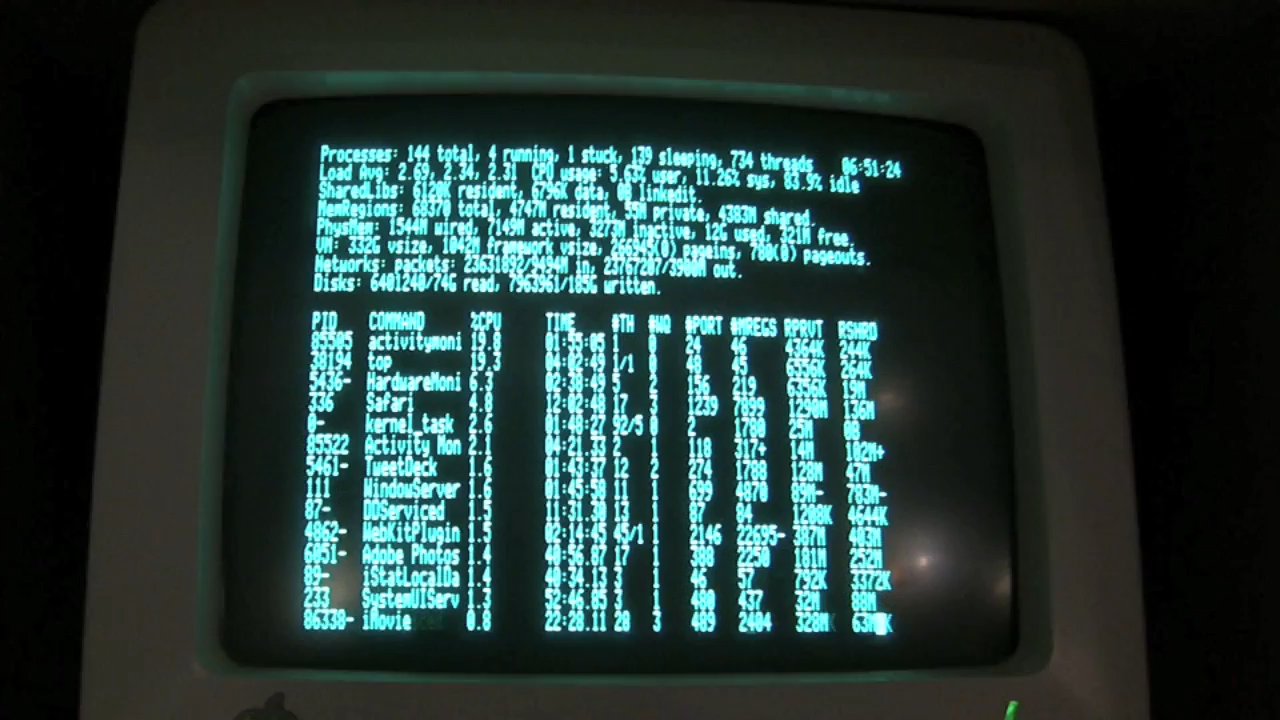 Processes: 144 total, 4 running, 1 stuck, 139 sleeping, 734 threads 06:51:24
Load Avg: 2.69, 2.34, 2.31 CPU usage: 5.63% user, 11.26% sys, 83.9% idle
SharedLibs: 6120K resident, 6796K data, 0B linkedit.
MemRegions: 68370 total, 4747M resident, 55M private, 4383M shared.
PhysMem: 1544M wired, 7149M active, 3273M inactive, 12G used, 321M free.
VM: 332G vsize, 1042M framework vsize, 266945(0) pageins, 780(0) pageouts.
Networks: packets: 23631892/9494M in, 23767207/3900M out.
Disks: 6401240/74G read, 7963961/185G written.
PID COMMAND %CPU TIME #TH #WQ #PORT #MREGS RPRVT RSHRD
85505 activitymoni 19.8 01:55:05 1 0 24 46 4364K 244K
38194 top 19.3 04:02:49 1/1 0 48 45 6556K 264K
5436- HardwareMoni 6.3 02:38:49 5 2 156 219 6356K 19M
336 Safari 4.8 12:02:48 17 3 1239 7899 1290M 136M
0- kernel_task 2.6 01:48:27 92/5 0 2 1780 25M 0B
85522 Activity Mon 2.1 04:21.33 2 1 118 317+ 14M 102M+
5461- TweetDeck 1.6 01:43:37 12 2 274 1788 128M 47M
111 WindowServer 1.6 01:45:58 11 1 699 4870 89M- 783M-
87- DDServiced 1.5 11:31.30 13 1 87 84 1208K 4644K
4862- WebKitPlugin 1.5 02:14:45 45/1 1 2146 22695- 387M 403M
6051- Adobe Photos 1.4 40:56.87 17 1 388 2250 181M 252M
89- iStatLocalDa 1.4 40:34.13 3 1 46 57 792K 3372K
233 SystemUIServ 1.3 52:46.85 3 1 480 437 32M 88M
86338- iMovie 0.8 22:28.11 20 3 489 2404 328M 63M